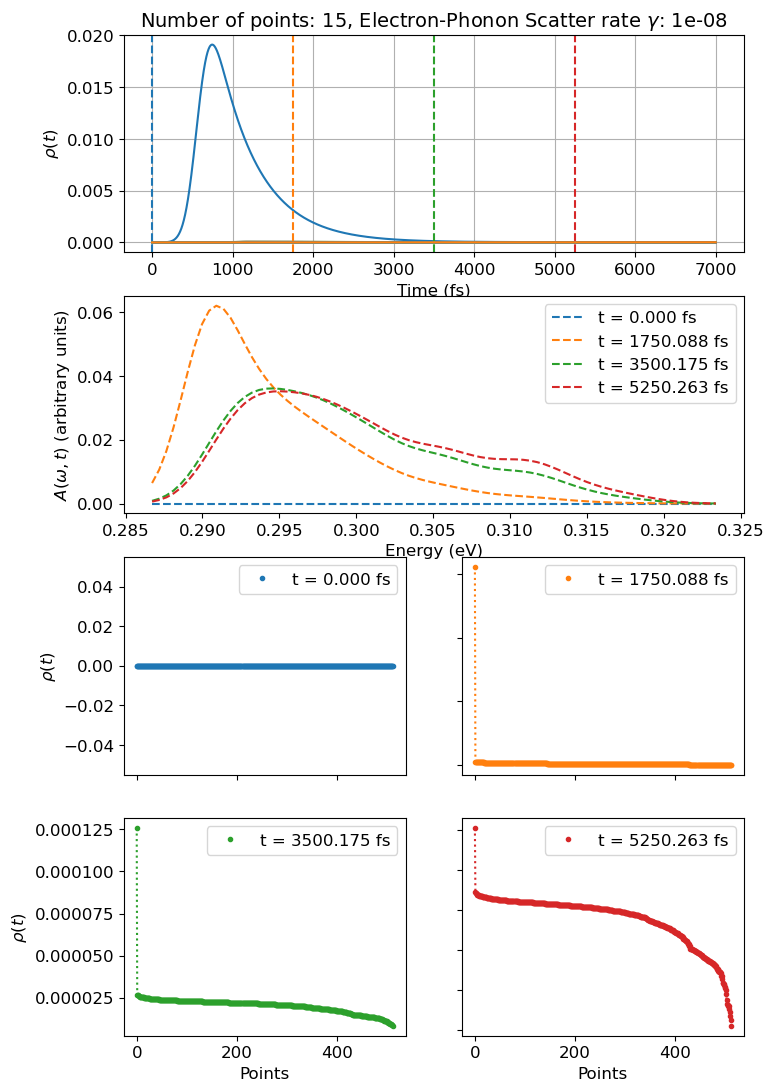 Number of points: 15, Electron-Phonon Scatter rate γ: 1e-08
0.020
0.015
0.010
0.005
0.000
ρ(t)
0 1000 2000 3000 4000 5000 6000 7000
Time (fs)
0.06
0.04
0.02
0.00
A(ω, t) (arbitrary units)
t = 0.000 fs
t = 1750.088 fs
t = 3500.175 fs
t = 5250.263 fs
0.285 0.290 0.295 0.300 0.305 0.310 0.315 0.320 0.325
Energy (eV)
0.04
0.02
0.00
−0.02
−0.04
ρ(t)
t = 0.000 fs
t = 1750.088 fs
0.000125
0.000100
0.000075
0.000050
0.000025
ρ(t)
t = 3500.175 fs
0 200 400
Points
t = 5250.263 fs
0 200 400
Points